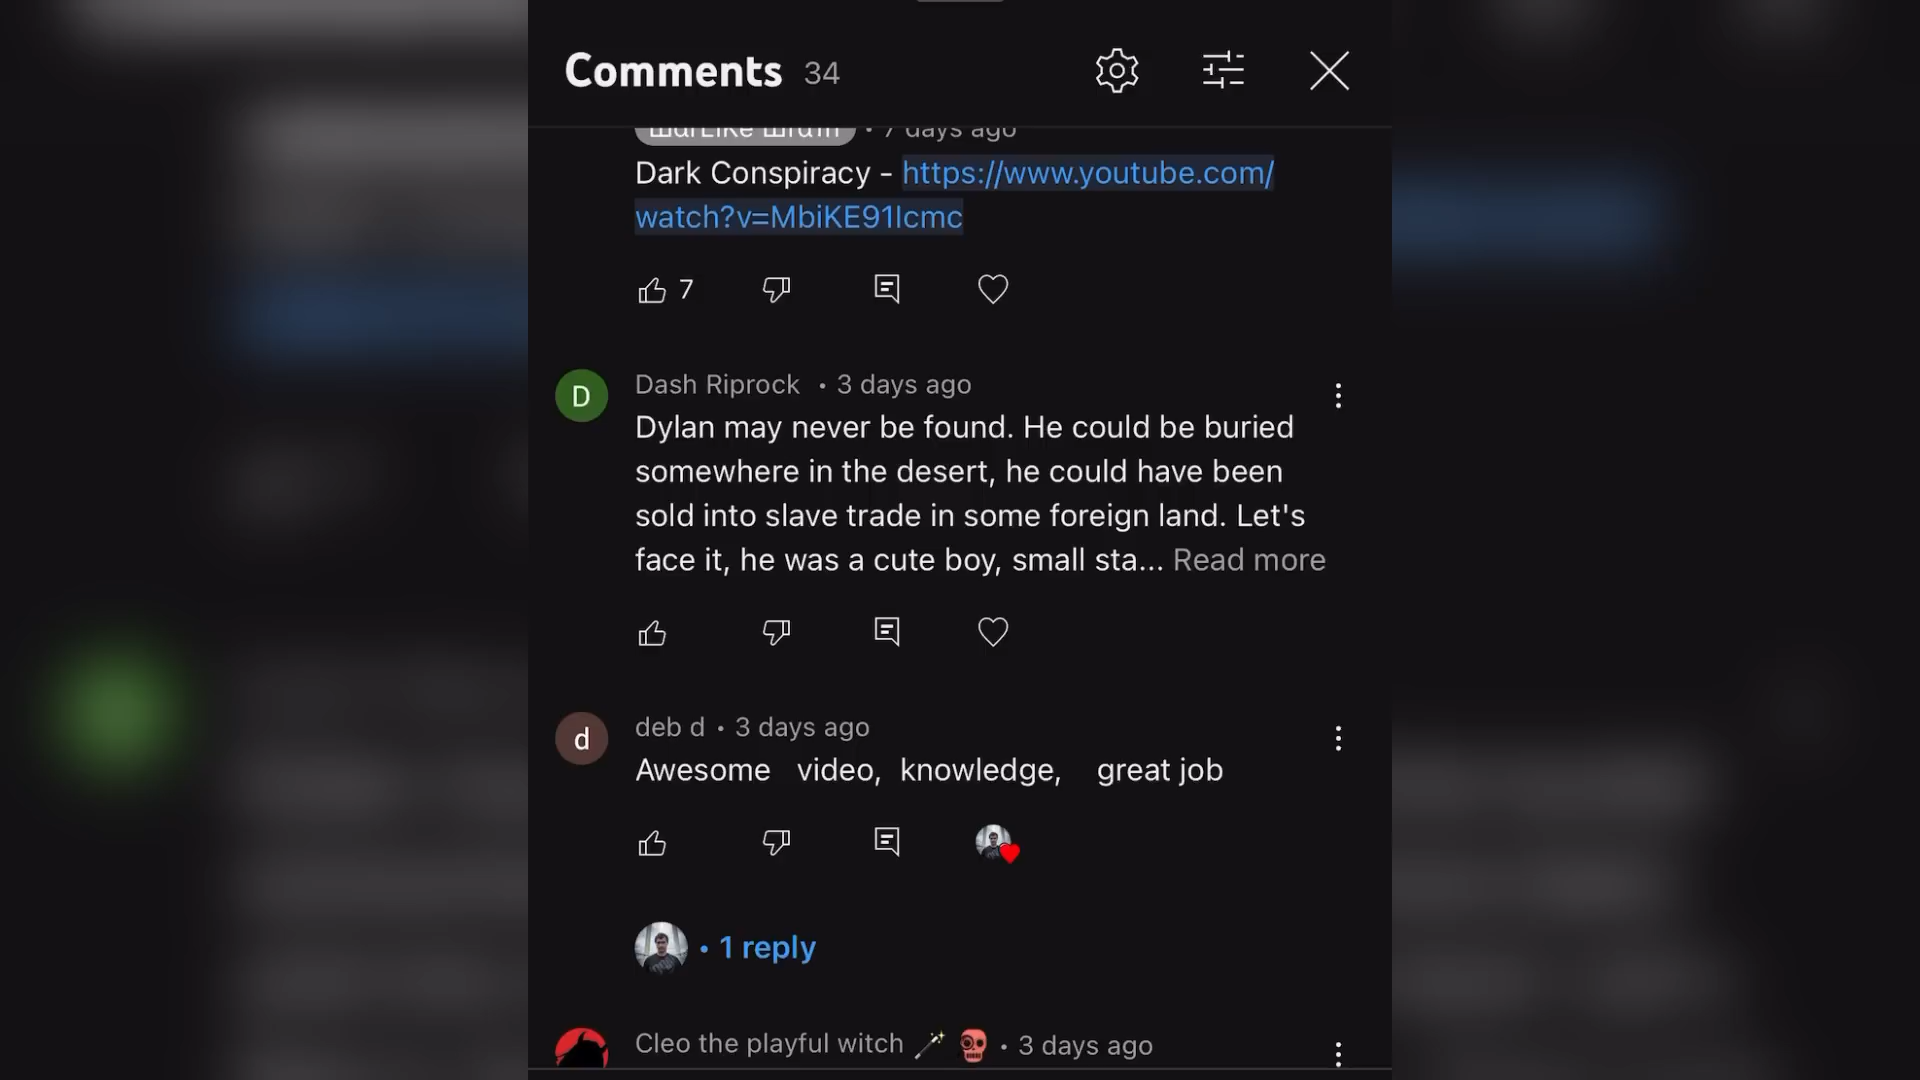 Comments 34
• 7 days ago
Dark Conspiracy - https://www.youtube.com/
watch?v=MbiKE91Icmc
7
D
Dash Riprock • 3 days ago
Dylan may never be found. He could be buried
somewhere in the desert, he could have been
sold into slave trade in some foreign land. Let's
face it, he was a cute boy, small sta... Read more
d
deb d • 3 days ago
Awesome video, knowledge, great job
• 1 reply
Cleo the playful witch • 3 days ago